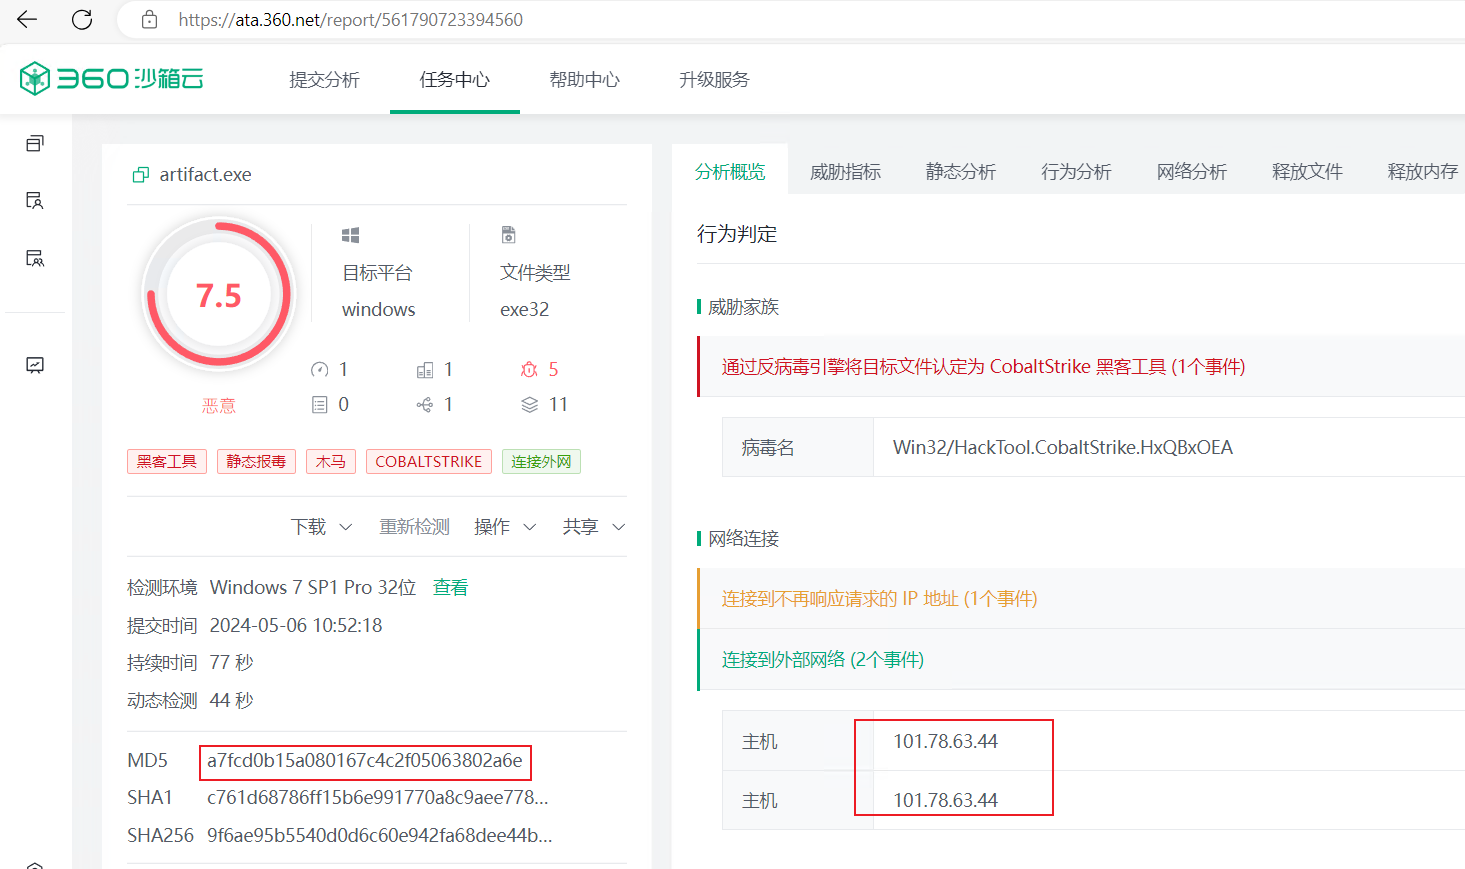 https://ata.360.net/report/561790723394560
360沙箱云
提交分析
任务中心
帮助中心
升级服务
artifact.exe
7.5
恶意
目标平台
windows
文件类型
exe32
1
1
5
0
1
11
黑客工具
静态报毒
木马
COBALTSTRIKE
连接外网
下载
重新检测
操作
共享
检测环境 Windows 7 SP1 Pro 32位 查看
提交时间 2024-05-06 10:52:18
持续时间 77 秒
动态检测 44 秒
MD5 a7fcd0b15a080167c4c2f05063802a6e
SHA1 c761d68786ff15b6e991770a8c9aee778...
SHA256 9f6ae95b5540d0d6c60e942fa68dee44b...
分析概览
威胁指标
静态分析
行为分析
网络分析
释放文件
释放内存
行为判定
威胁家族
通过反病毒引擎将目标文件认定为 CobaltStrike 黑客工具 (1个事件)
病毒名 Win32/HackTool.CobaltStrike.HxQBxOEA
网络连接
连接到不再响应请求的 IP 地址 (1个事件)
连接到外部网络 (2个事件)
主机 101.78.63.44
主机 101.78.63.44